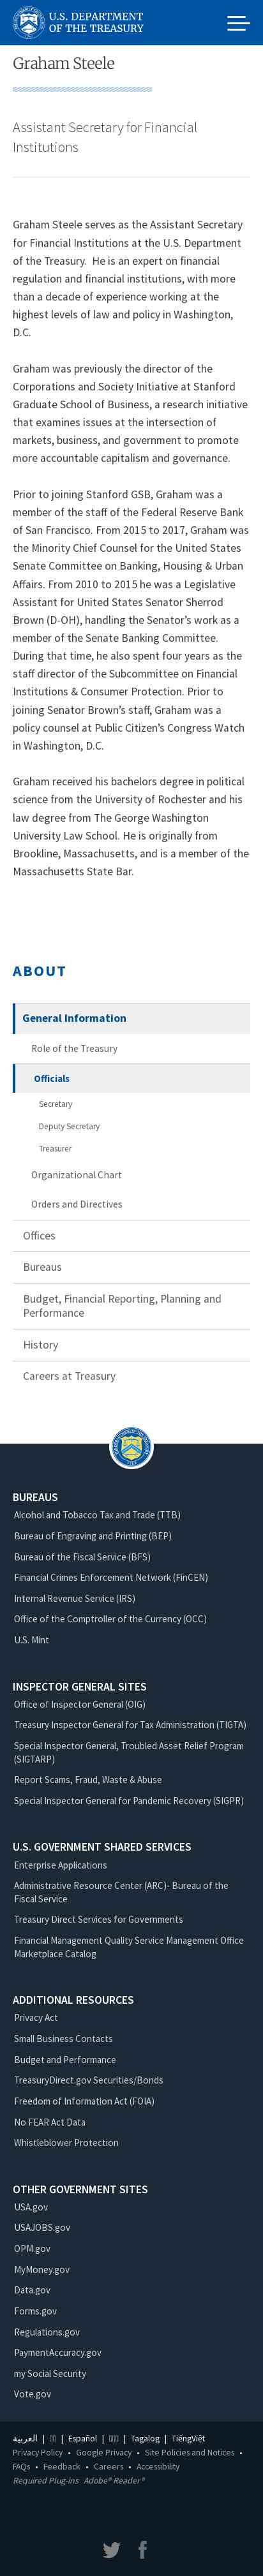 U.S. DEPARTMENT
OF THE TREASURY
Graham Steele
Assistant Secretary for Financial
Institutions
Graham Steele serves as the Assistant Secretary
for Financial Institutions at the U.S. Department
of the Treasury.  He is an expert on financial
regulation and financial institutions, with more
than a decade of experience working at the
highest levels of law and policy in Washington,
D.C.
Graham was previously the director of the
Corporations and Society Initiative at Stanford
Graduate School of Business, a research initiative
that examines issues at the intersection of
markets, business, and government to promote
more accountable capitalism and governance.
Prior to joining Stanford GSB, Graham was a
member of the staff of the Federal Reserve Bank
of San Francisco. From 2015 to 2017, Graham was
the Minority Chief Counsel for the United States
Senate Committee on Banking, Housing & Urban
Affairs. From 2010 to 2015 he was a Legislative
Assistant for United States Senator Sherrod
Brown (D-OH), handling the Senator’s work as a
member of the Senate Banking Committee.
During that time, he also spent four years as the
staff director of the Subcommittee on Financial
Institutions & Consumer Protection. Prior to
joining Senator Brown’s staff, Graham was a
policy counsel at Public Citizen’s Congress Watch
in Washington, D.C.
Graham received his bachelors degree in political
science from the University of Rochester and his
law degree from The George Washington
University Law School. He is originally from
Brookline, Massachusetts, and is a member of the
Massachusetts State Bar.
ABOUT
General Information
Role of the Treasury
Officials
Secretary
Deputy Secretary
Treasurer
Organizational Chart
Orders and Directives
Offices
Bureaus
Budget, Financial Reporting, Planning and
Performance
History
Careers at Treasury
BUREAUS
Alcohol and Tobacco Tax and Trade (TTB)
Bureau of Engraving and Printing (BEP)
Bureau of the Fiscal Service (BFS)
Financial Crimes Enforcement Network (FinCEN)
Internal Revenue Service (IRS)
Office of the Comptroller of the Currency (OCC)
U.S. Mint
INSPECTOR GENERAL SITES
Office of Inspector General (OIG)
Treasury Inspector General for Tax Administration (TIGTA)
Special Inspector General, Troubled Asset Relief Program
(SIGTARP)
Report Scams, Fraud, Waste & Abuse
Special Inspector General for Pandemic Recovery (SIGPR)
U.S. GOVERNMENT SHARED SERVICES
Enterprise Applications
Administrative Resource Center (ARC)- Bureau of the
Fiscal Service
Treasury Direct Services for Governments
Financial Management Quality Service Management Office
Marketplace Catalog
ADDITIONAL RESOURCES
Privacy Act
Small Business Contacts
Budget and Performance
TreasuryDirect.gov Securities/Bonds
Freedom of Information Act (FOIA)
No FEAR Act Data
Whistleblower Protection
OTHER GOVERNMENT SITES
USA.gov
USAJOBS.gov
OPM.gov
MyMoney.gov
Data.gov
Forms.gov
Regulations.gov
PaymentAccuracy.gov
my Social Security
Vote.gov
العربية | | Español | | Tagalog | TiếngViệt
Privacy Policy • Google Privacy • Site Policies and Notices •
FAQs • Feedback • Careers • Accessibility
Required Plug-ins Adobe® Reader®